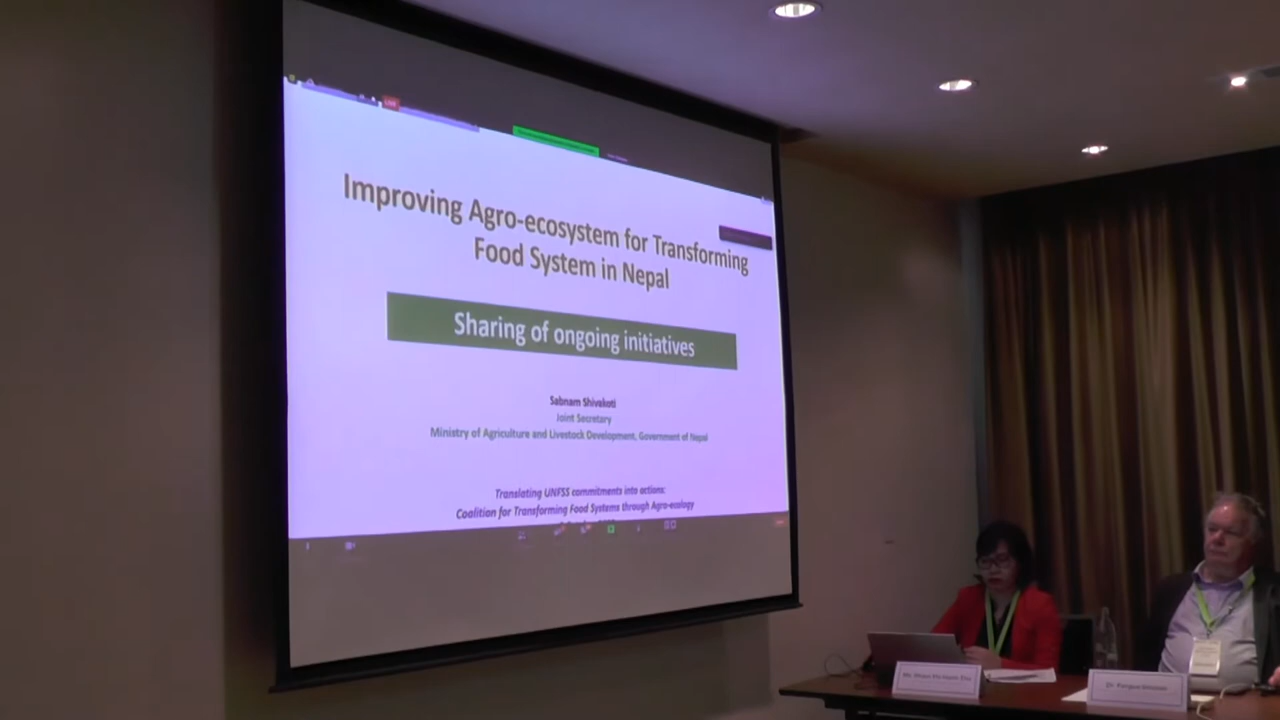 LIVE
Improving Agro-ecosystem for Transforming
Food System in Nepal
Sharing of ongoing initiatives
Sabnam Shivakoti
Joint Secretary
Ministry of Agriculture and Livestock Development, Government of Nepal
Translating UNFSS commitments into actions:
Coalition for Transforming Food Systems through Agro-ecology
Dr.